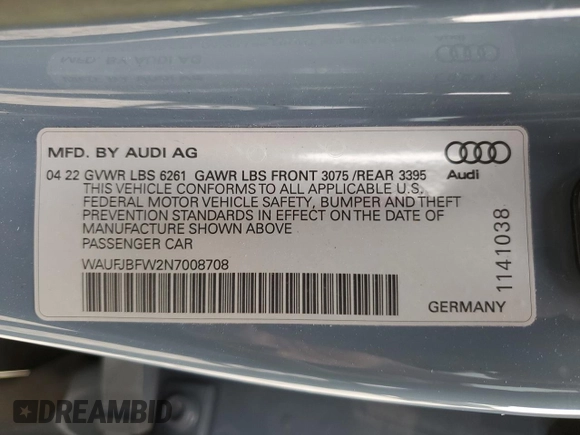 MFD. BY AUDI AG
04 22 GVWR LBS 6261 GAWR LBS FRONT 3075 /REAR 3395
THIS VEHICLE CONFORMS TO ALL APPLICABLE U.S.
FEDERAL MOTOR VEHICLE SAFETY, BUMPER AND THEFT
PREVENTION STANDARDS IN EFFECT ON THE DATE OF
MANUFACTURE SHOWN ABOVE
PASSENGER CAR
WAUFJBFW2N7008708
Audi
1141038
GERMANY
DREAMBID